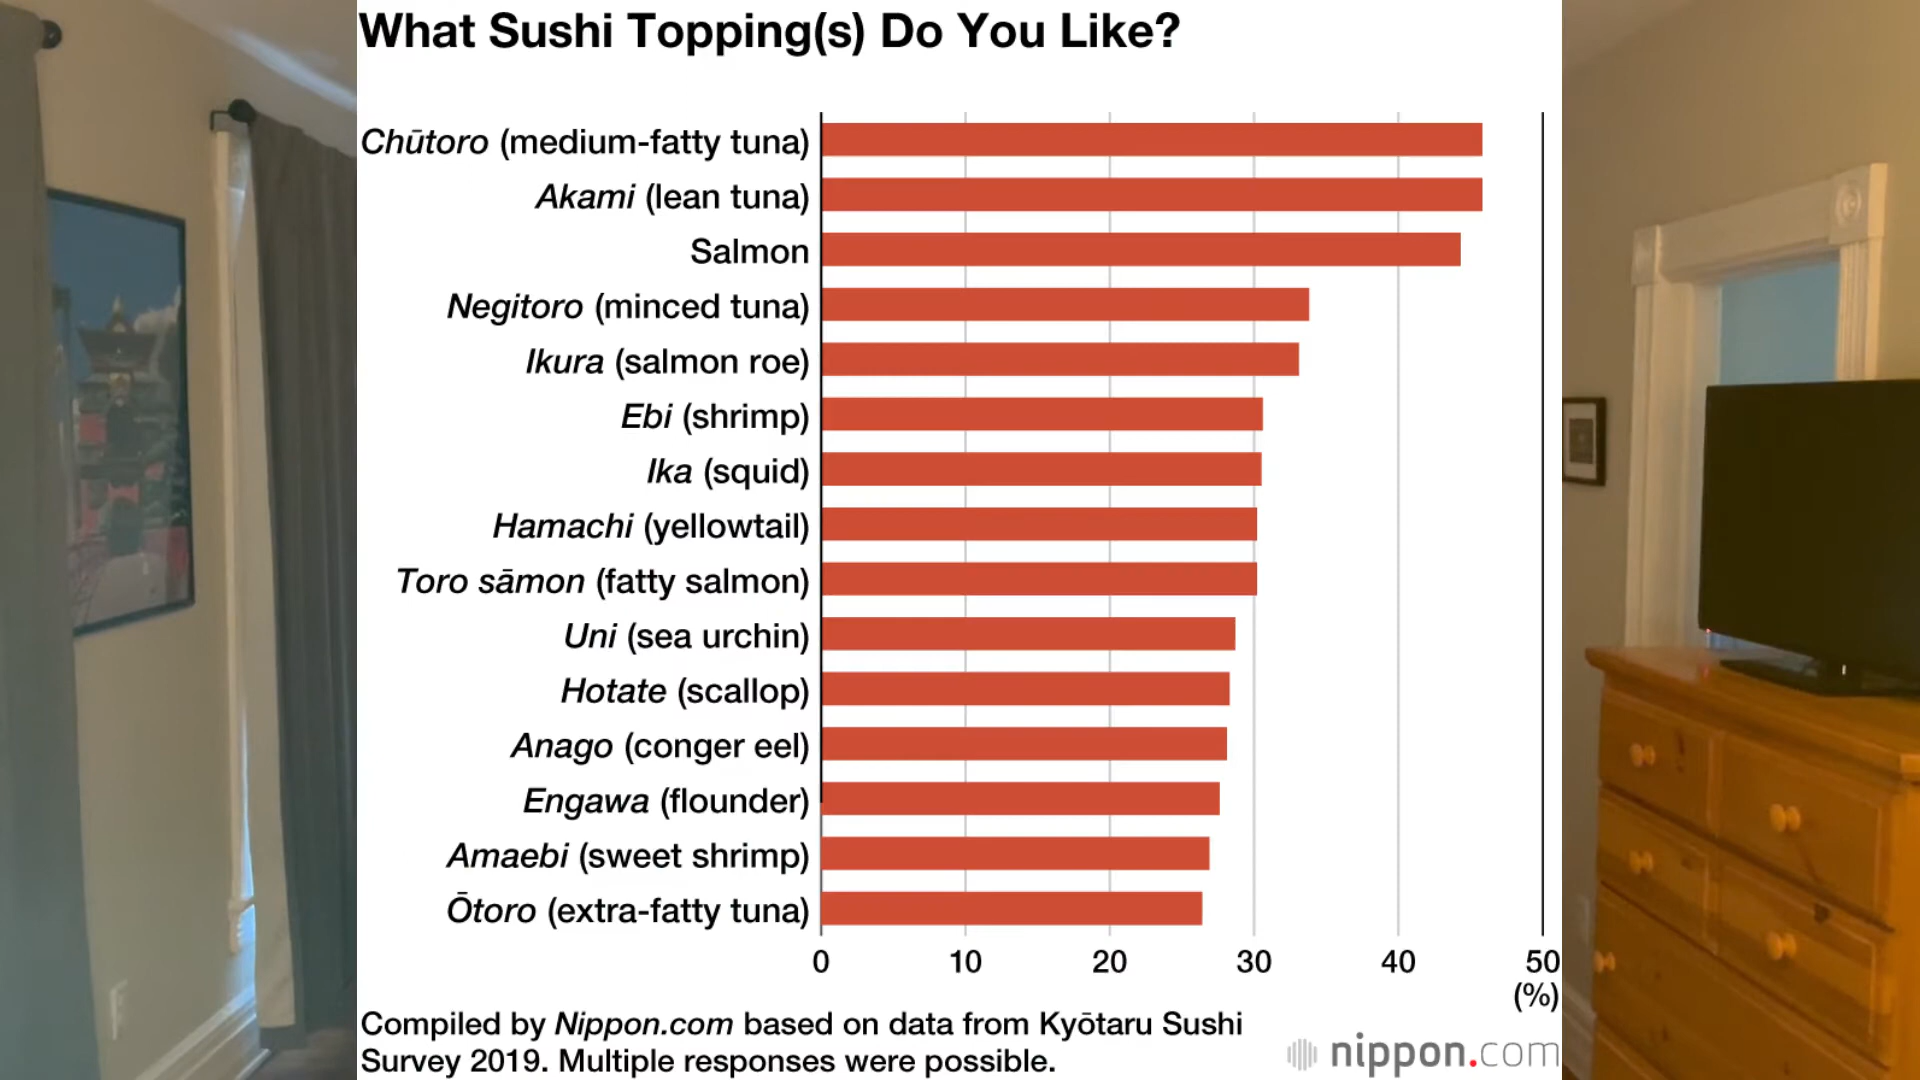 What Sushi Topping(s) Do You Like?
Chūtoro (medium-fatty tuna)
Akami (lean tuna)
Salmon
Negitoro (minced tuna)
Ikura (salmon roe)
Ebi (shrimp)
Ika (squid)
Hamachi (yellowtail)
Toro sāmon (fatty salmon)
Uni (sea urchin)
Hotate (scallop)
Anago (conger eel)
Engawa (flounder)
Amaebi (sweet shrimp)
Ōtoro (extra-fatty tuna)
0 10 20 30 40 50
(%)
Compiled by Nippon.com based on data from Kyōtaru Sushi
Survey 2019. Multiple responses were possible.
nippon.com